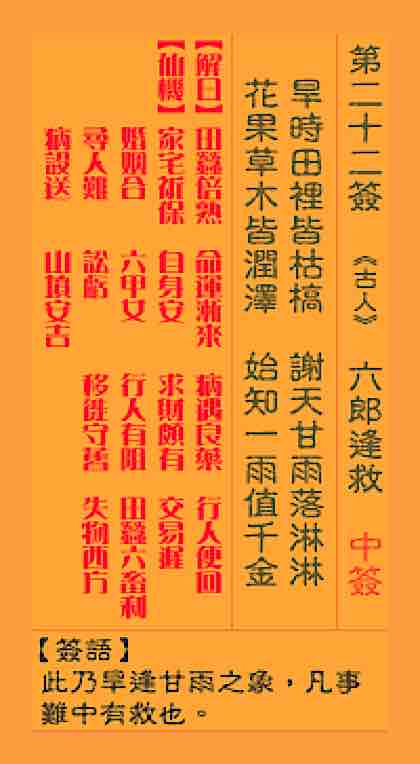 第二十二簽 《古人》 六郎逢救 中簽
旱時田裡皆枯槁 謝天甘雨落淋淋
花果草木皆潤澤 始知一雨值千金
【解曰】田蠶倍熟 命運漸來 病遇良藥 行人便回
【仙機】家宅祈保 自身安 求財頗有 交易遲
婚姻合 六甲女 行人有阻 田蠶六畜利
尋人難 訟虧 移徙守舊 失物西方
病設送 山墳安吉
【簽語】
此乃旱逢甘雨之象，凡事
難中有救也。